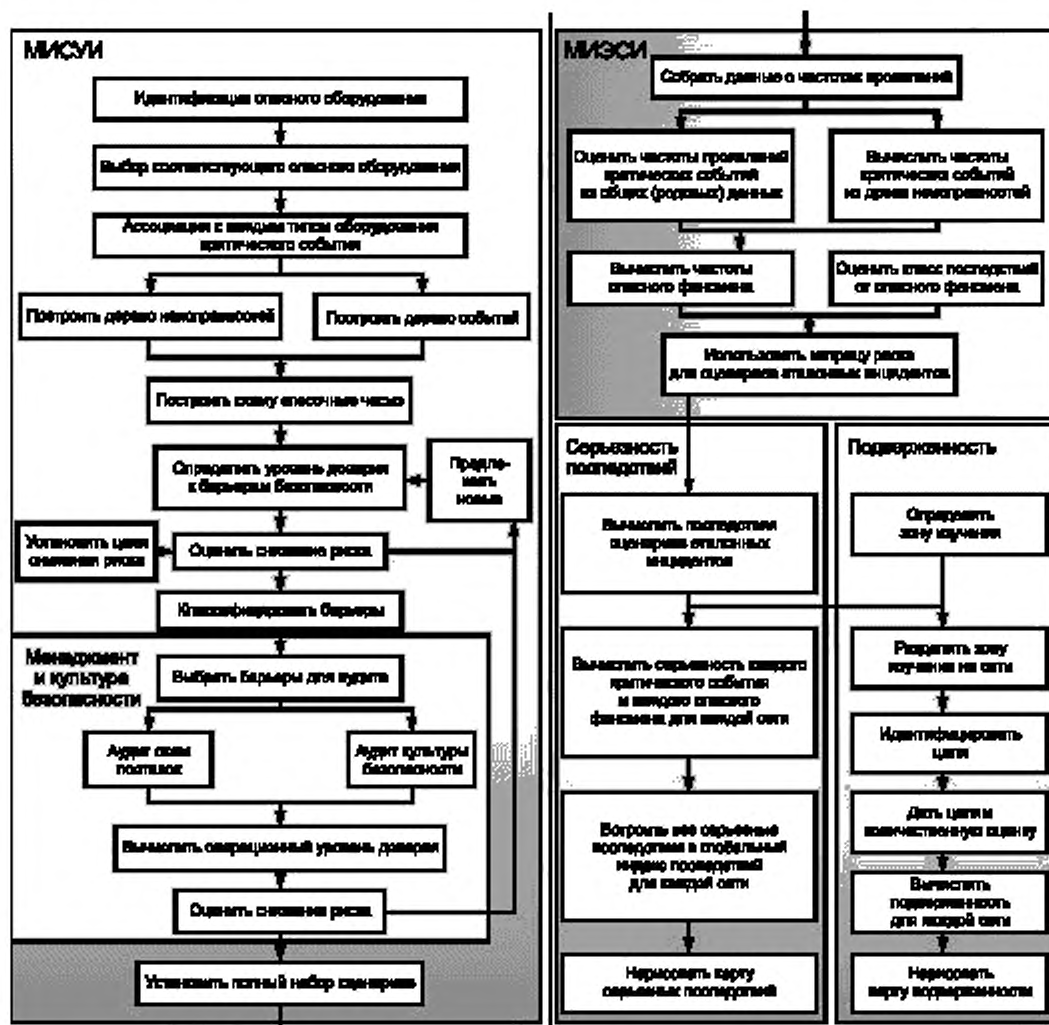 МИСУИ
Идентификация опасного оборудования
Выбор соответствующего опасного оборудования
Ассоциация с каждым типом оборудования
критического события
Построить дерево неисправностей
Построить дерево событий
Построить схему «песочные часы»
Определить уровень доверия
к барьерам безопасности
Предло-
жить
новые
Установить цели
снижения риска
Оценить снижение риска
Классифицировать барьеры
Менеджмент
и культура
безопасности
Выбрать барьеры для аудита
Аудит
Аудит культуры
безопасности
Вычислить операционный уровень доверия
Оценить снижение риска
Установить полный набор сценариев
МИЭСИ
Собрать данные о частотах проявлений
Оценить частоты проявлений
критических событий
из общих (родовых) данных
Вычислить частоты
критических событий
из древа неисправностей
Вычислить частоты
опасного феномена
Оценить класс последствий
от опасного феномена
Использовать матрицу риска
для сценариев эталонных инцидентов
Серьезность
последствий
Вычислить последствия
сценариев эталонных
инцидентов
Вычислить серьезность каждого
критического события
и каждого опасного
феномена для каждой сети
Встроить все серьезные
последствия в глобальный
индекс последствий
для каждой сети
Нарисовать карту
серьезных последствий
Подверженность
Определить
зону изучения
Разделить зону
изучения на сети
Идентифицировать
цели
Дать целям
количественную оценку
Вычислить
подверженность
для каждой сети
Нарисовать
карту подверженности